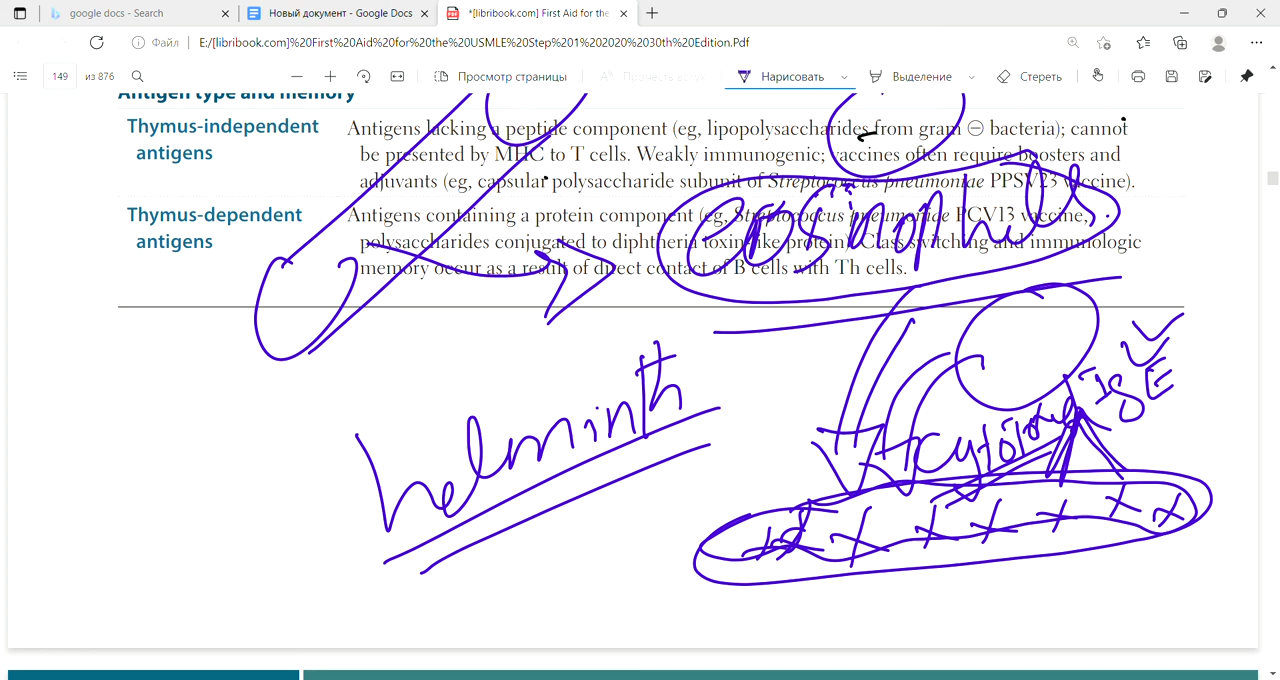 google docs - Search
Новый документ - Google Docs
*[libribook.com] First Aid for the
Файл
E:/[libribook.com]%20First%20Aid%20for%20the%20USMLE%20Step%201%202020%2030th%20Edition.Pdf
149 из 876
Просмотр страницы
Прочесть вслух
Нарисовать
Выделение
Стереть
Antigen type and memory
Thymus-independent antigens
Antigens lacking a peptide component (eg, lipopolysaccharides from gram ⊖ bacteria); cannot
be presented by MHC to T cells. Weakly immunogenic; vaccines often require boosters and
adjuvants (eg, capsular polysaccharide subunit of Streptococcus pneumoniae PPSV23 vaccine).
Thymus-dependent antigens
Antigens containing a protein component (eg, Streptococcus pneumoniae PCV13 vaccine,
polysaccharides conjugated to diphtheria toxin-like protein). Class switching and immunologic
memory occur as a result of direct contact of B cells with Th cells.
eosinophils.
helminth
IgE